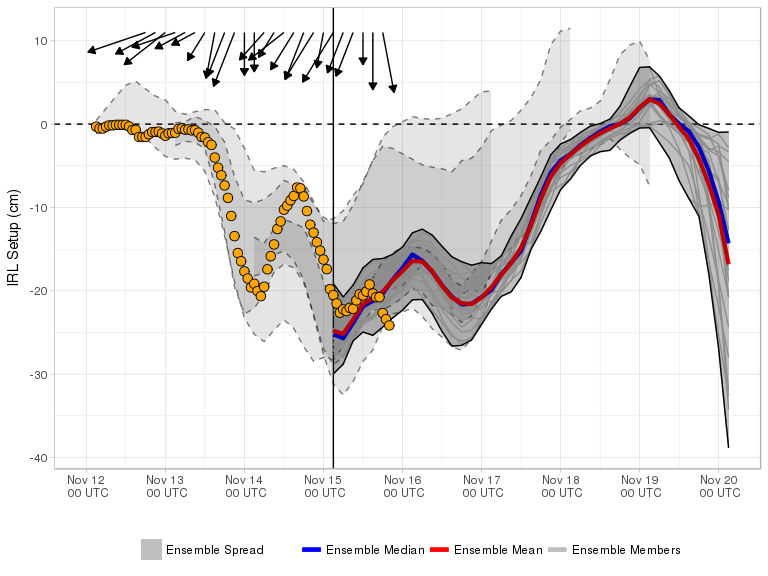 IRL Setup (cm)
10
0
-10
-20
-30
-40
Nov 12 Nov 13 Nov 14 Nov 15 Nov 16 Nov 17 Nov 18 Nov 19 Nov 20
00 UTC 00 UTC 00 UTC 00 UTC 00 UTC 00 UTC 00 UTC 00 UTC 00 UTC
Ensemble Spread Ensemble Median Ensemble Mean Ensemble Members